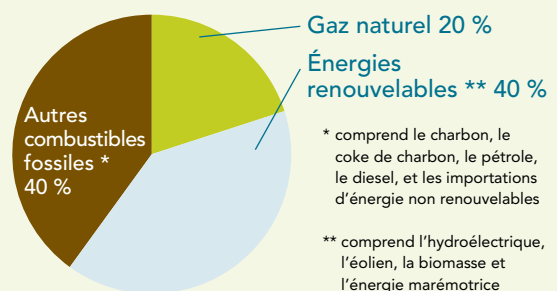 Gaz naturel 20 %
Énergies
renouvelables ** 40 %
Autres
combustibles
fossiles *
40 %
* comprend le charbon, le
coke de charbon, le pétrole,
le diesel, et les importations
d’énergie non renouvelables
** comprend l’hydroélectrique,
l’éolien, la biomasse et
l’énergie marémotrice